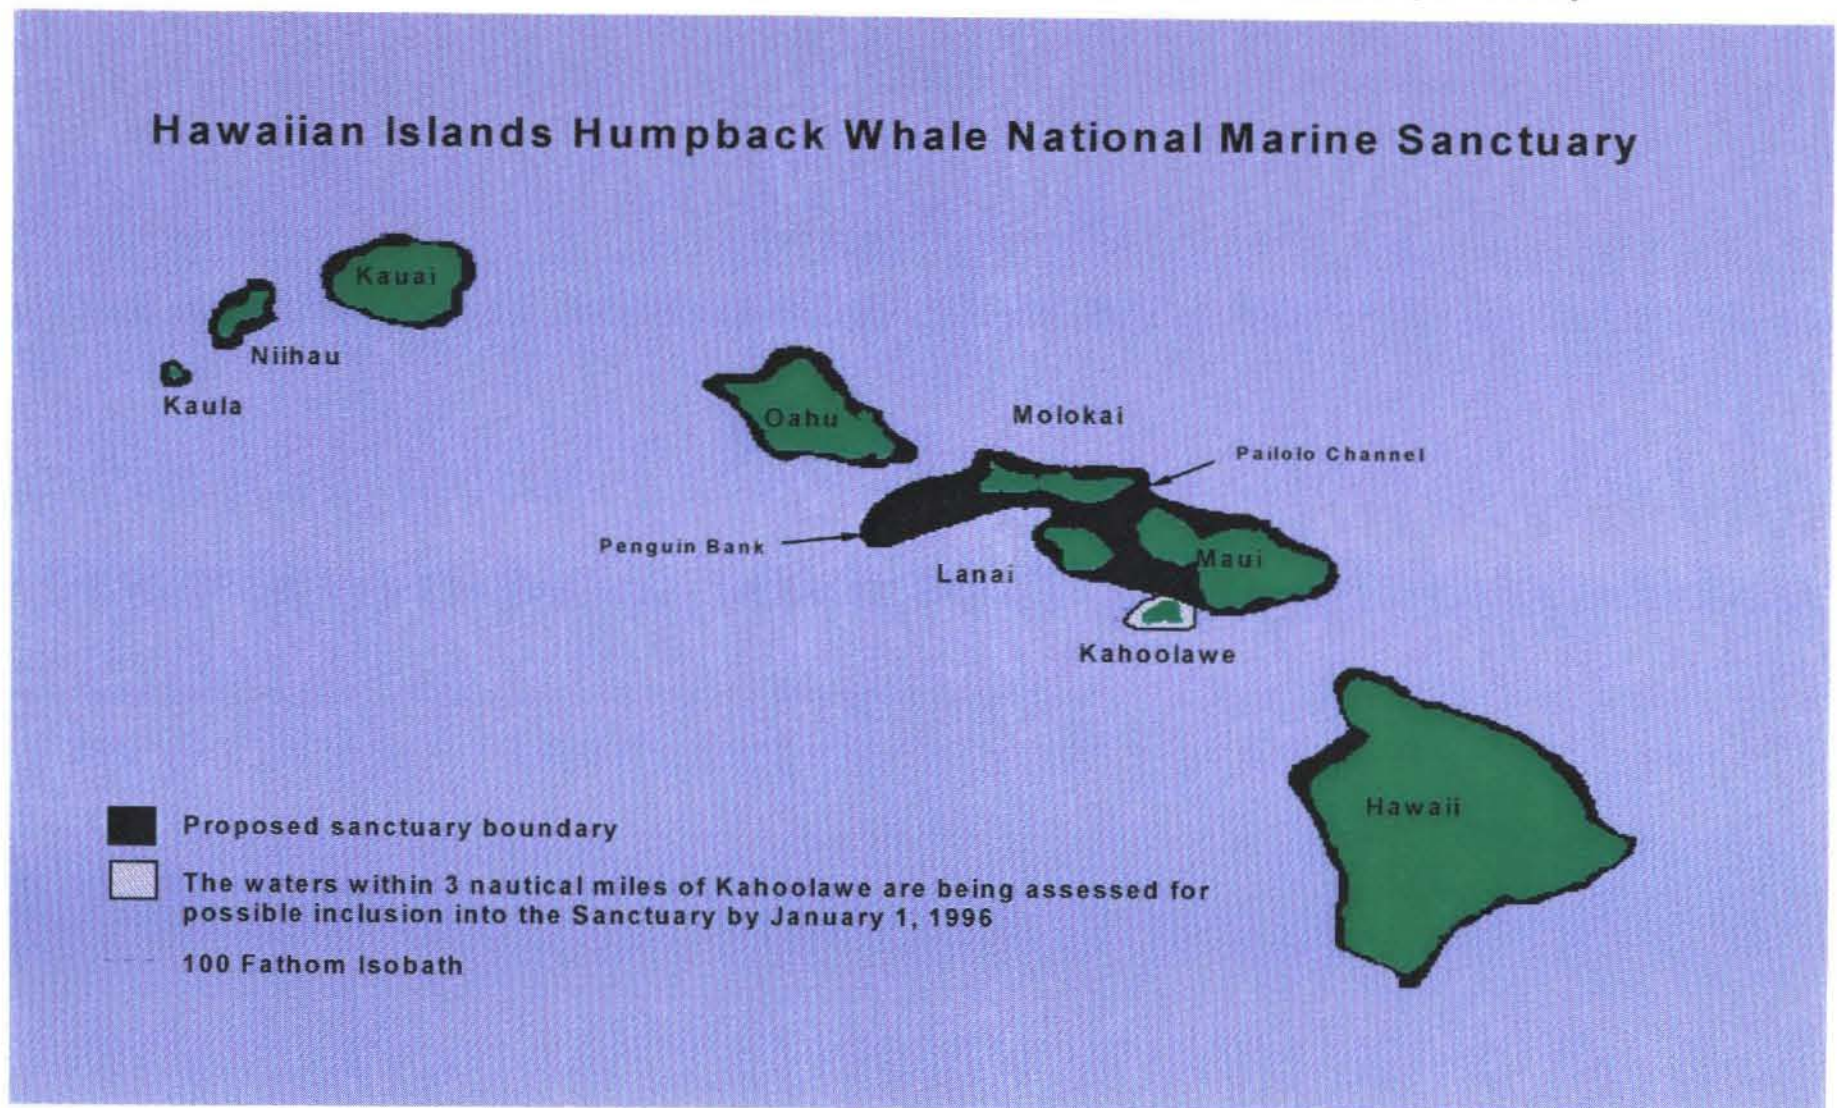 Hawaiian Islands Humpback Whale National Marine Sanctuary
Kauai
Niihau
Kaula
Oahu
Molokai
Pailolo Channel
Penguin Bank
Lanai
Maui
Kahoolawe
Hawaii
Proposed sanctuary boundary
The waters within 3 nautical miles of Kahoolawe are being assessed for
possible inclusion into the Sanctuary by January 1, 1996
100 Fathom Isobath